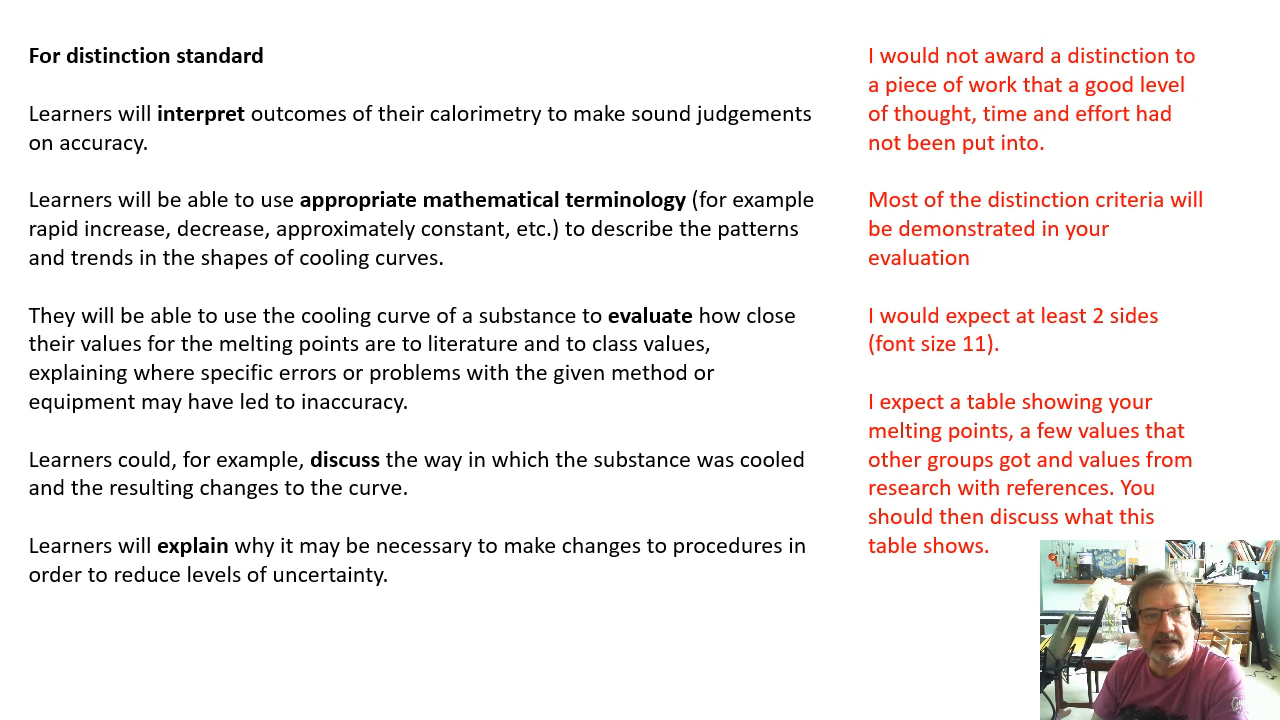 For distinction standard
Learners will interpret outcomes of their calorimetry to make sound judgements
on accuracy.
Learners will be able to use appropriate mathematical terminology (for example
rapid increase, decrease, approximately constant, etc.) to describe the patterns
and trends in the shapes of cooling curves.
They will be able to use the cooling curve of a substance to evaluate how close
their values for the melting points are to literature and to class values,
explaining where specific errors or problems with the given method or
equipment may have led to inaccuracy.
Learners could, for example, discuss the way in which the substance was cooled
and the resulting changes to the curve.
Learners will explain why it may be necessary to make changes to procedures in
order to reduce levels of uncertainty.
I would not award a distinction to
a piece of work that a good level
of thought, time and effort had
not been put into.
Most of the distinction criteria will
be demonstrated in your
evaluation
I would expect at least 2 sides
(font size 11).
I expect a table showing your
melting points, a few values that
other groups got and values from
research with references. You
should then discuss what this
table shows.